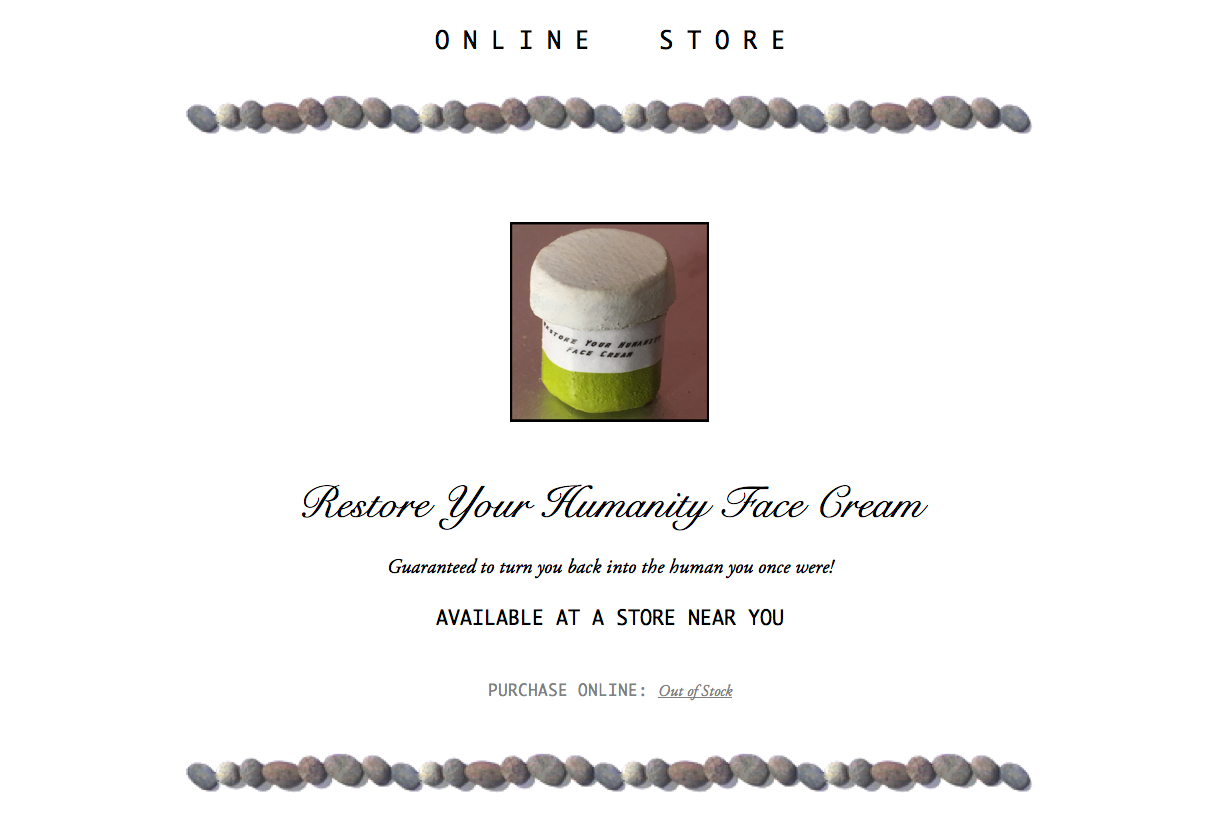 ONLINE STORE
RESTORE YOUR HUMANITY
FACE CREAM
Restore Your Humanity Face Cream
Guaranteed to turn you back into the human you once were!
AVAILABLE AT A STORE NEAR YOU
PURCHASE ONLINE: Out of Stock